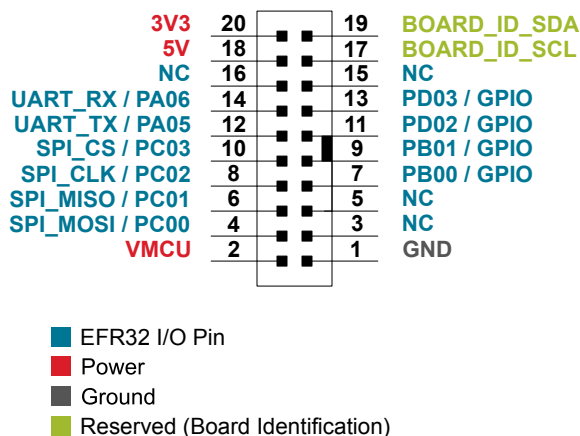 3V3 20 19 BOARD_ID_SDA
5V 18 17 BOARD_ID_SCL
NC 16 15 NC
UART_RX / PA06 14 13 PD03 / GPIO
UART_TX / PA05 12 11 PD02 / GPIO
SPI_CS / PC03 10 9 PB01 / GPIO
SPI_CLK / PC02 8 7 PB00 / GPIO
SPI_MISO / PC01 6 5 NC
SPI_MOSI / PC00 4 3 NC
VMCU 2 1 GND
EFR32 I/O Pin
Power
Ground
Reserved (Board Identification)